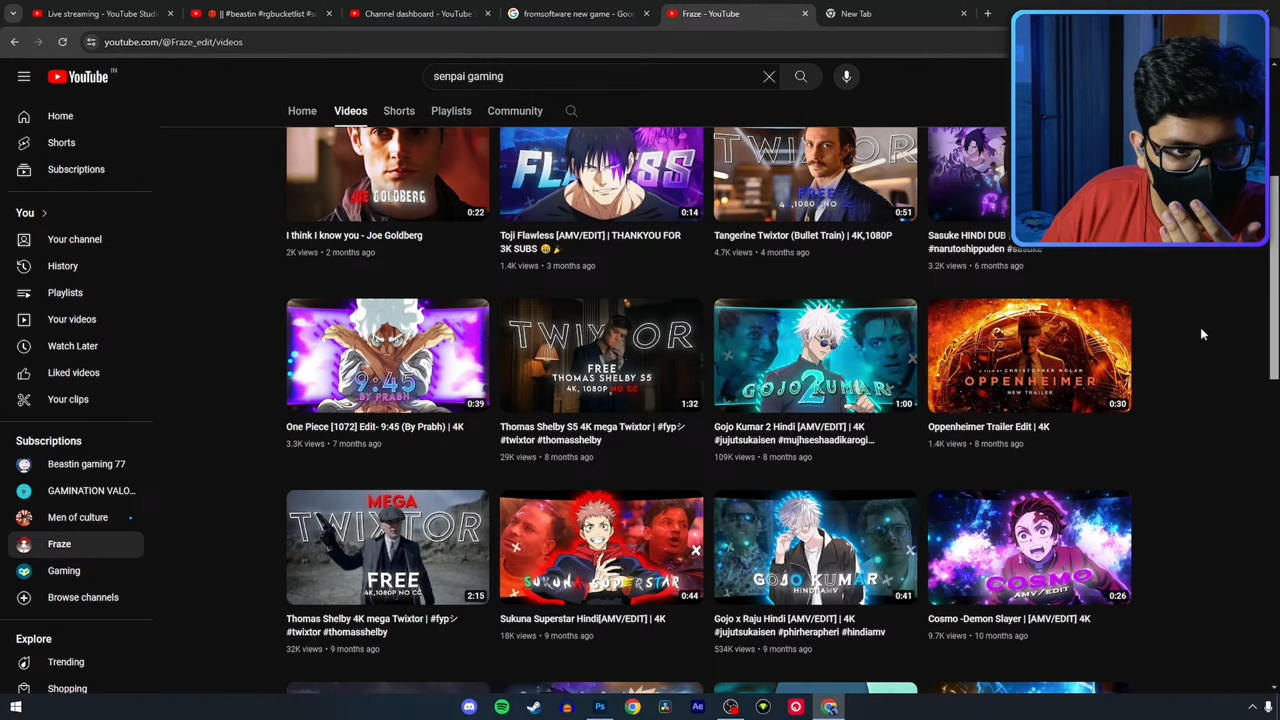 Live streaming - YouTube Studi
😡 || #beastin #rgbucketlist #s
Channel dashboard - YouTube
fromsoftware new game - Goo
Fraze - YouTube
New Tab
youtube.com/@Fraze_edit/videos
YouTube IN
senpai gaming
Home Videos Shorts Playlists Community
Home
Shorts
Subscriptions
You
Your channel
History
Playlists
Your videos
Watch Later
Liked videos
Your clips
Subscriptions
Beastin gaming 77
GAMINATION VALO...
Men of culture
Fraze
Gaming
Browse channels
Explore
Trending
Shopping
JOE GOLDBERG
0:22
I think i know you - Joe Goldberg
2K views • 2 months ago
0:14
Toji Flawless [AMV/EDIT] | THANKYOU FOR
3K SUBS 🥹 🎉
1.4K views • 3 months ago
TWIXTOR
FREE
4K,1080P NO CC
0:51
Tangerine Twixtor (Bullet Train) | 4K,1080P
4.7K views • 4 months ago
Sasuke HINDI DUB |
#narutoshippuden #sasuke
3.2K views • 6 months ago
9:45
BY PRABH
0:39
One Piece [1072] Edit- 9:45 (By Prabh) | 4K
3.3K views • 7 months ago
TWIXTOR
FREE
THOMAS SHELBY S5
4K, 1080P NO CC
1:32
Thomas Shelby S5 4K mega Twixtor | #fypシ
#twixtor #thomasshelby
29K views • 8 months ago
GOJO KUMAR
2
1:00
Gojo Kumar 2 Hindi [AMV/EDIT] | 4K
#jujutsukaisen #mujhseshaadikarogi...
109K views • 8 months ago
A FILM BY CHRISTOPHER NOLAN
OPPENHEIMER
NEW TRAILER
0:30
Oppenheimer Trailer Edit | 4K
1.4K views • 8 months ago
MEGA
TWIXTOR
FREE
4K,1080P NO CC
2:15
Thomas Shelby 4K mega Twixtor | #fypシ
#twixtor #thomasshelby
32K views • 9 months ago
SUKUNA SUPERSTAR
0:44
Sukuna Superstar Hindi[AMV/EDIT] | 4K
18K views • 9 months ago
GOJO KUMAR
HINDI AMV
0:41
Gojo x Raju Hindi [AMV/EDIT] | 4K
#jujutsukaisen #phirherapheri #hindiamv
534K views • 9 months ago
COSMO
AMV/EDIT
0:26
Cosmo -Demon Slayer | [AMV/EDIT] 4K
9.7K views • 10 months ago
Ps
Ae